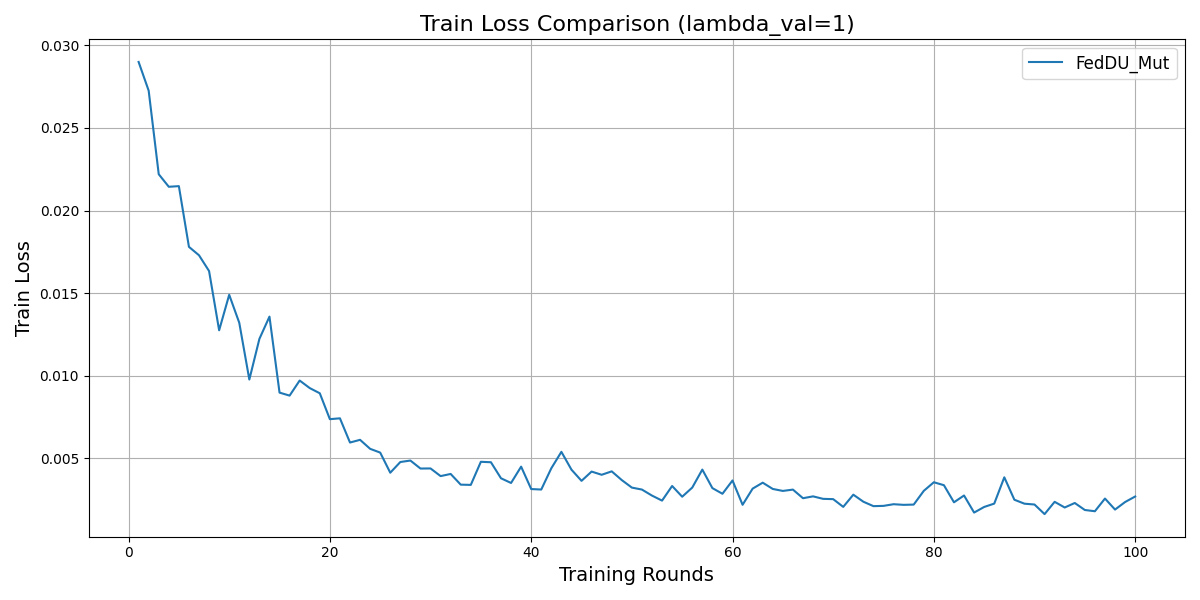 Train Loss Comparison (lambda_val=1)
FedDU_Mut
Train Loss
0.030
0.025
0.020
0.015
0.010
0.005
0 20 40 60 80 100
Training Rounds